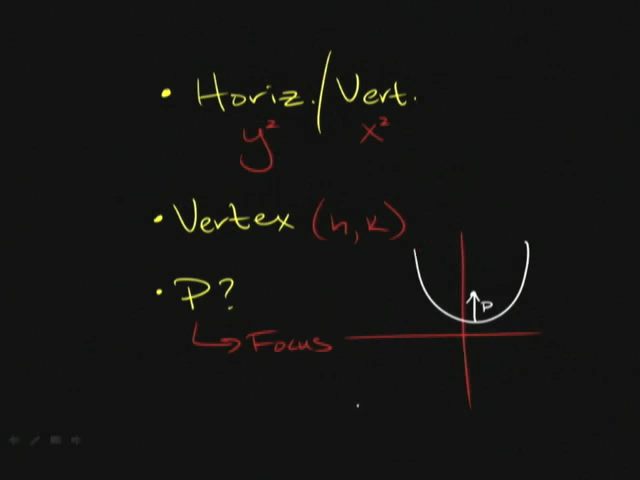 • Horiz./Vert.
y² x²
• Vertex (h, k)
• P?
P
↳ Focus